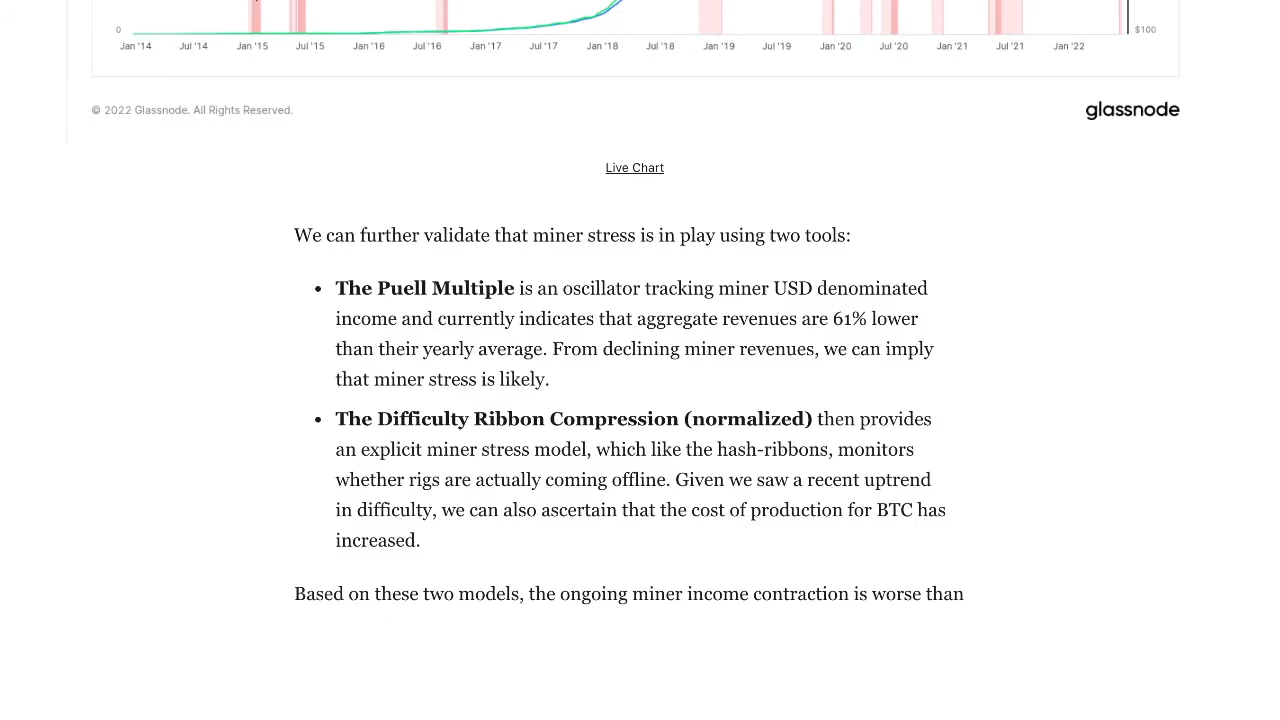 0
$100
Jan '14 Jul '14 Jan '15 Jul '15 Jan '16 Jul '16 Jan '17 Jul '17 Jan '18 Jul '18 Jan '19 Jul '19 Jan '20 Jul '20 Jan '21 Jul '21 Jan '22
© 2022 Glassnode. All Rights Reserved.
glassnode
Live Chart
We can further validate that miner stress is in play using two tools:
• The Puell Multiple is an oscillator tracking miner USD denominated
income and currently indicates that aggregate revenues are 61% lower
than their yearly average. From declining miner revenues, we can imply
that miner stress is likely.
• The Difficulty Ribbon Compression (normalized) then provides
an explicit miner stress model, which like the hash-ribbons, monitors
whether rigs are actually coming offline. Given we saw a recent uptrend
in difficulty, we can also ascertain that the cost of production for BTC has
increased.
Based on these two models, the ongoing miner income contraction is worse than